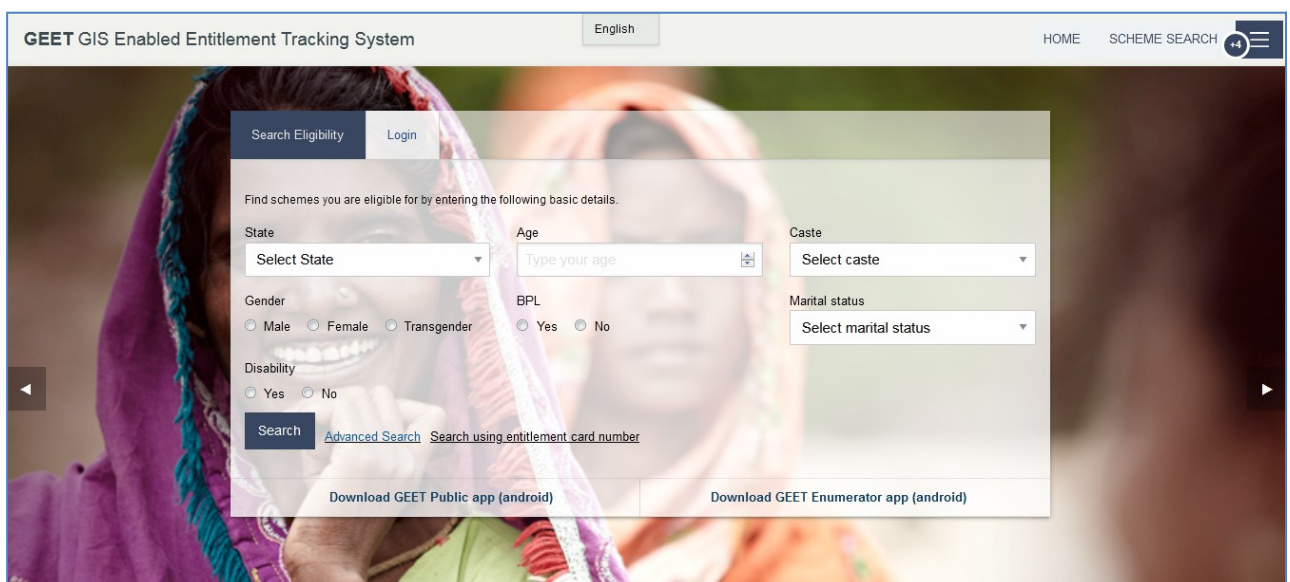 GEET GIS Enabled Entitlement Tracking System
English
HOME SCHEME SEARCH +4
Search Eligibility Login
Find schemes you are eligible for by entering the following basic details.
State Age Caste
Select State Type your age Select caste
Gender BPL Marital status
Male Female Transgender Yes No Select marital status
Disability
Yes No
Search Advanced Search Search using entitlement card number
Download GEET Public app (android) Download GEET Enumerator app (android)